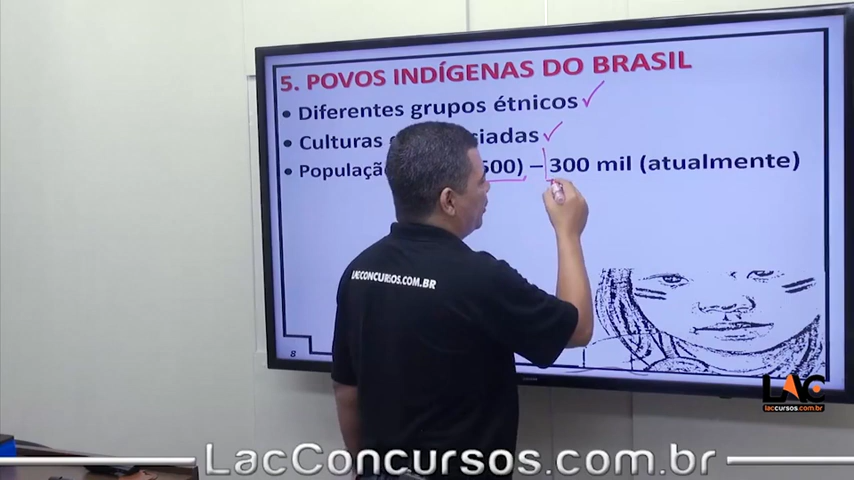 5. POVOS INDÍGENAS DO BRASIL
• Diferentes grupos étnicos
• Culturas
• População 500) – 300 mil (atualmente)
LACCONCURSOS.COM.BR
8
LAC
laccursos.com.br
LacConcursos.com.br